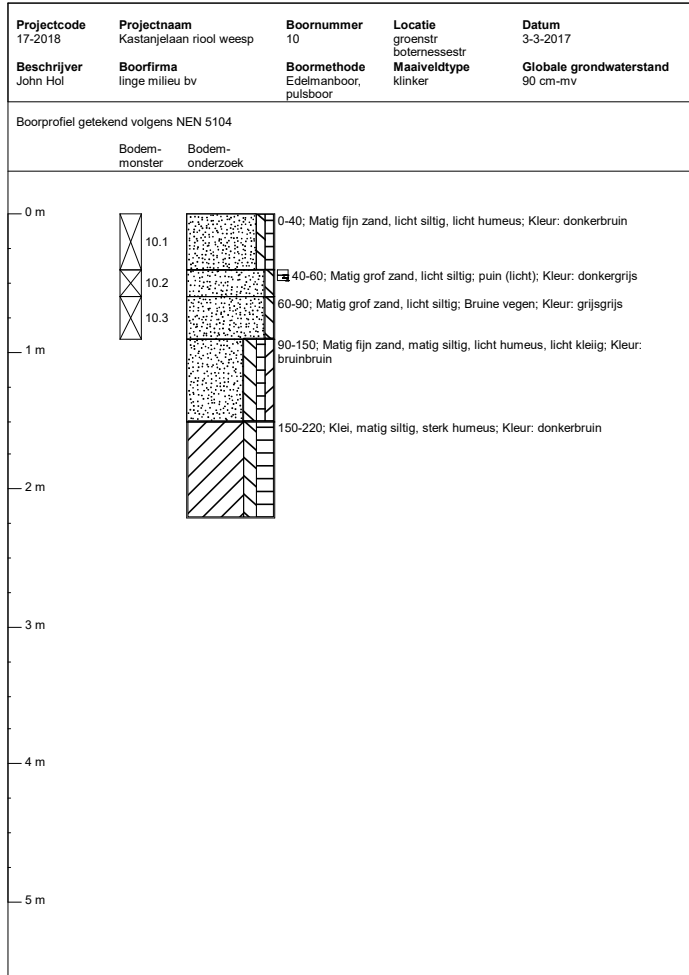 Projectcode Projectnaam Boornummer Locatie Datum
17-2018 Kastanjelaan riool weesp 10 groenstr 3-3-2017
boternessestr
Beschrijver Boorfirma Boormethode Maaiveldtype Globale grondwaterstand
John Hol linge milieu bv Edelmanboor, klinker 90 cm-mv
pulsboor
Boorprofiel getekend volgens NEN 5104
Bodem- Bodem-
monster onderzoek
0 m
0-40; Matig fijn zand, licht siltig, licht humeus; Kleur: donkerbruin
10.1
40-60; Matig grof zand, licht siltig; puin (licht); Kleur: donkergrijs
10.2
60-90; Matig grof zand, licht siltig; Bruine vegen; Kleur: grijsgrijs
10.3
90-150; Matig fijn zand, matig siltig, licht humeus, licht kleiig; Kleur:
1 m
bruinbruin
150-220; Klei, matig siltig, sterk humeus; Kleur: donkerbruin
2 m
3 m
4 m
5 m